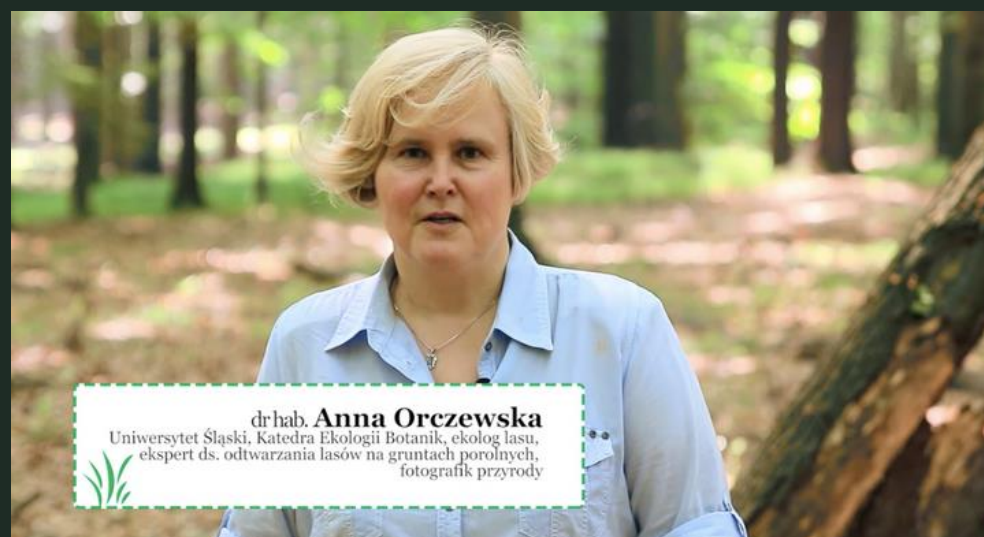 dr hab. Anna Orczewska
Uniwersytet Śląski, Katedra Ekologii Botanik, ekolog lasu,
ekspert ds. odtwarzania lasów na gruntach porolnych,
fotografik przyrody